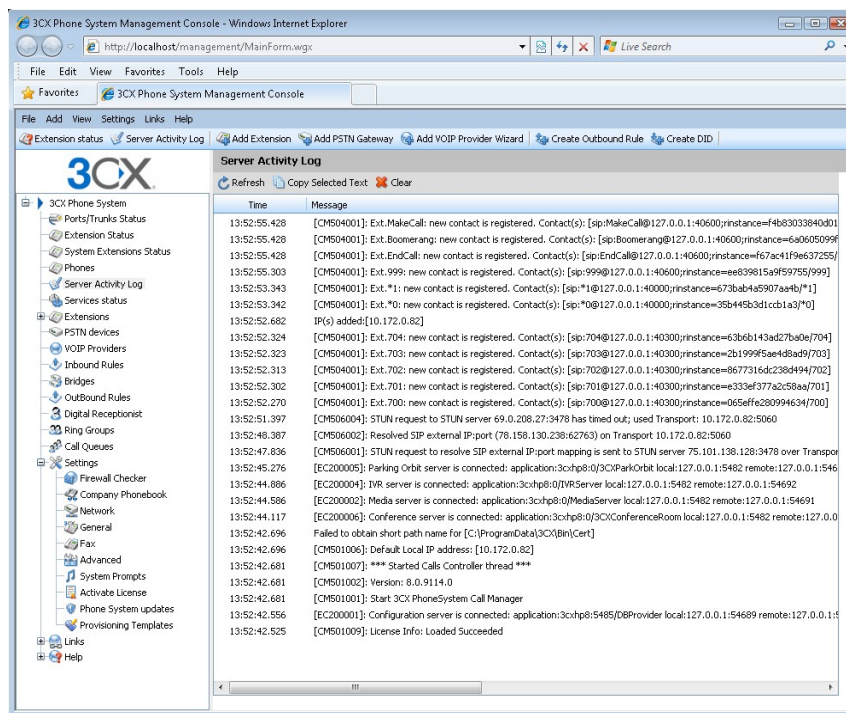 3CX Phone System Management Console - Windows Internet Explorer
http://localhost/management/MainForm.wgx
Live Search
File Edit View Favorites Tools Help
Favorites 3CX Phone System Management Console
File Add View Settings Links Help
Extension status Server Activity Log Add Extension Add PSTN Gateway Add VOIP Provider Wizard Create Outbound Rule Create DID
3CX
3CX Phone System
Ports/Trunks Status
Extension Status
System Extensions Status
Phones
Server Activity Log
Services status
Extensions
PSTN devices
VOIP Providers
Inbound Rules
Bridges
OutBound Rules
Digital Receptionist
Ring Groups
Call Queues
Settings
Firewall Checker
Company Phonebook
Network
General
Fax
Advanced
System Prompts
Activate License
Phone System updates
Provisioning Templates
Links
Help
Server Activity Log
Refresh Copy Selected Text Clear
Time Message
13:52:55.428 [CM504001]: Ext.MakeCall: new contact is registered. Contact(s): [sip:MakeCall@127.0.0.1:40600;rinstance=f4b83033840d01
13:52:55.428 [CM504001]: Ext.Boomerang: new contact is registered. Contact(s): [sip:Boomerang@127.0.0.1:40600;rinstance=6a0605099f
13:52:55.428 [CM504001]: Ext.EndCall: new contact is registered. Contact(s): [sip:EndCall@127.0.0.1:40600;rinstance=f67ac41f9e637255/
13:52:55.303 [CM504001]: Ext.999: new contact is registered. Contact(s): [sip:999@127.0.0.1:40600;rinstance=ee839815a9f59755/999]
13:52:53.343 [CM504001]: Ext.*1: new contact is registered. Contact(s): [sip:*1@127.0.0.1:40000;rinstance=673bab4a5907aa4b/*1]
13:52:53.342 [CM504001]: Ext.*0: new contact is registered. Contact(s): [sip:*0@127.0.0.1:40000;rinstance=35b445b3d1ccb1a3/*0]
13:52:52.682 IP(s) added:[10.172.0.82]
13:52:52.324 [CM504001]: Ext.704: new contact is registered. Contact(s): [sip:704@127.0.0.1:40300;rinstance=63b6b143ad27ba0e/704]
13:52:52.323 [CM504001]: Ext.703: new contact is registered. Contact(s): [sip:703@127.0.0.1:40300;rinstance=2b1999f5ae4d8ad9/703]
13:52:52.313 [CM504001]: Ext.702: new contact is registered. Contact(s): [sip:702@127.0.0.1:40300;rinstance=8677316dc238d494/702]
13:52:52.302 [CM504001]: Ext.701: new contact is registered. Contact(s): [sip:701@127.0.0.1:40300;rinstance=e333ef377a2c58aa/701]
13:52:52.270 [CM504001]: Ext.700: new contact is registered. Contact(s): [sip:700@127.0.0.1:40300;rinstance=065effe280994634/700]
13:52:51.397 [CM506004]: STUN request to STUN server 69.0.208.27:3478 has timed out; used Transport: 10.172.0.82:5060
13:52:48.387 [CM506002]: Resolved SIP external IP:port (78.158.130.238:62763) on Transport 10.172.0.82:5060
13:52:47.836 [CM506001]: STUN request to resolve SIP external IP:port mapping is sent to STUN server 75.101.138.128:3478 over Transpor
13:52:45.276 [EC200005]: Parking Orbit server is connected: application:3cxhp8:0/3CXParkOrbit local:127.0.0.1:5482 remote:127.0.0.1:546
13:52:44.886 [EC200004]: IVR server is connected: application:3cxhp8:0/IVRServer local:127.0.0.1:5482 remote:127.0.0.1:54692
13:52:44.586 [EC200002]: Media server is connected: application:3cxhp8:0/MediaServer local:127.0.0.1:5482 remote:127.0.0.1:54691
13:52:44.117 [EC200006]: Conference server is connected: application:3cxhp8:0/3CXConferenceRoom local:127.0.0.1:5482 remote:127.0.0
13:52:42.696 Failed to obtain short path name for [C:\ProgramData\3CX\Bin\Cert]
13:52:42.696 [CM501006]: Default Local IP address: [10.172.0.82]
13:52:42.681 [CM501007]: *** Started Calls Controller thread ***
13:52:42.681 [CM501002]: Version: 8.0.9114.0
13:52:42.681 [CM501001]: Start 3CX PhoneSystem Call Manager
13:52:42.556 [EC200001]: Configuration server is connected: application:3cxhp8:5485/DBProvider local:127.0.0.1:54689 remote:127.0.0.1:5
13:52:42.525 [CM501009]: License Info: Loaded Succeeded